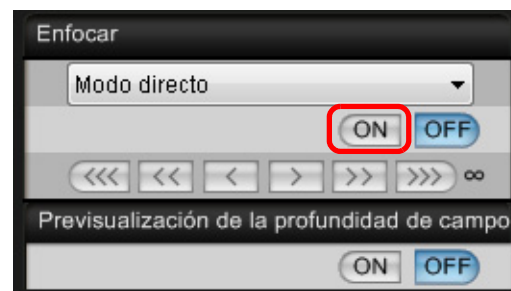 Enfocar
Modo directo
ON OFF
<<< << < > >> >>> ∞
Previsualización de la profundidad de campo
ON OFF